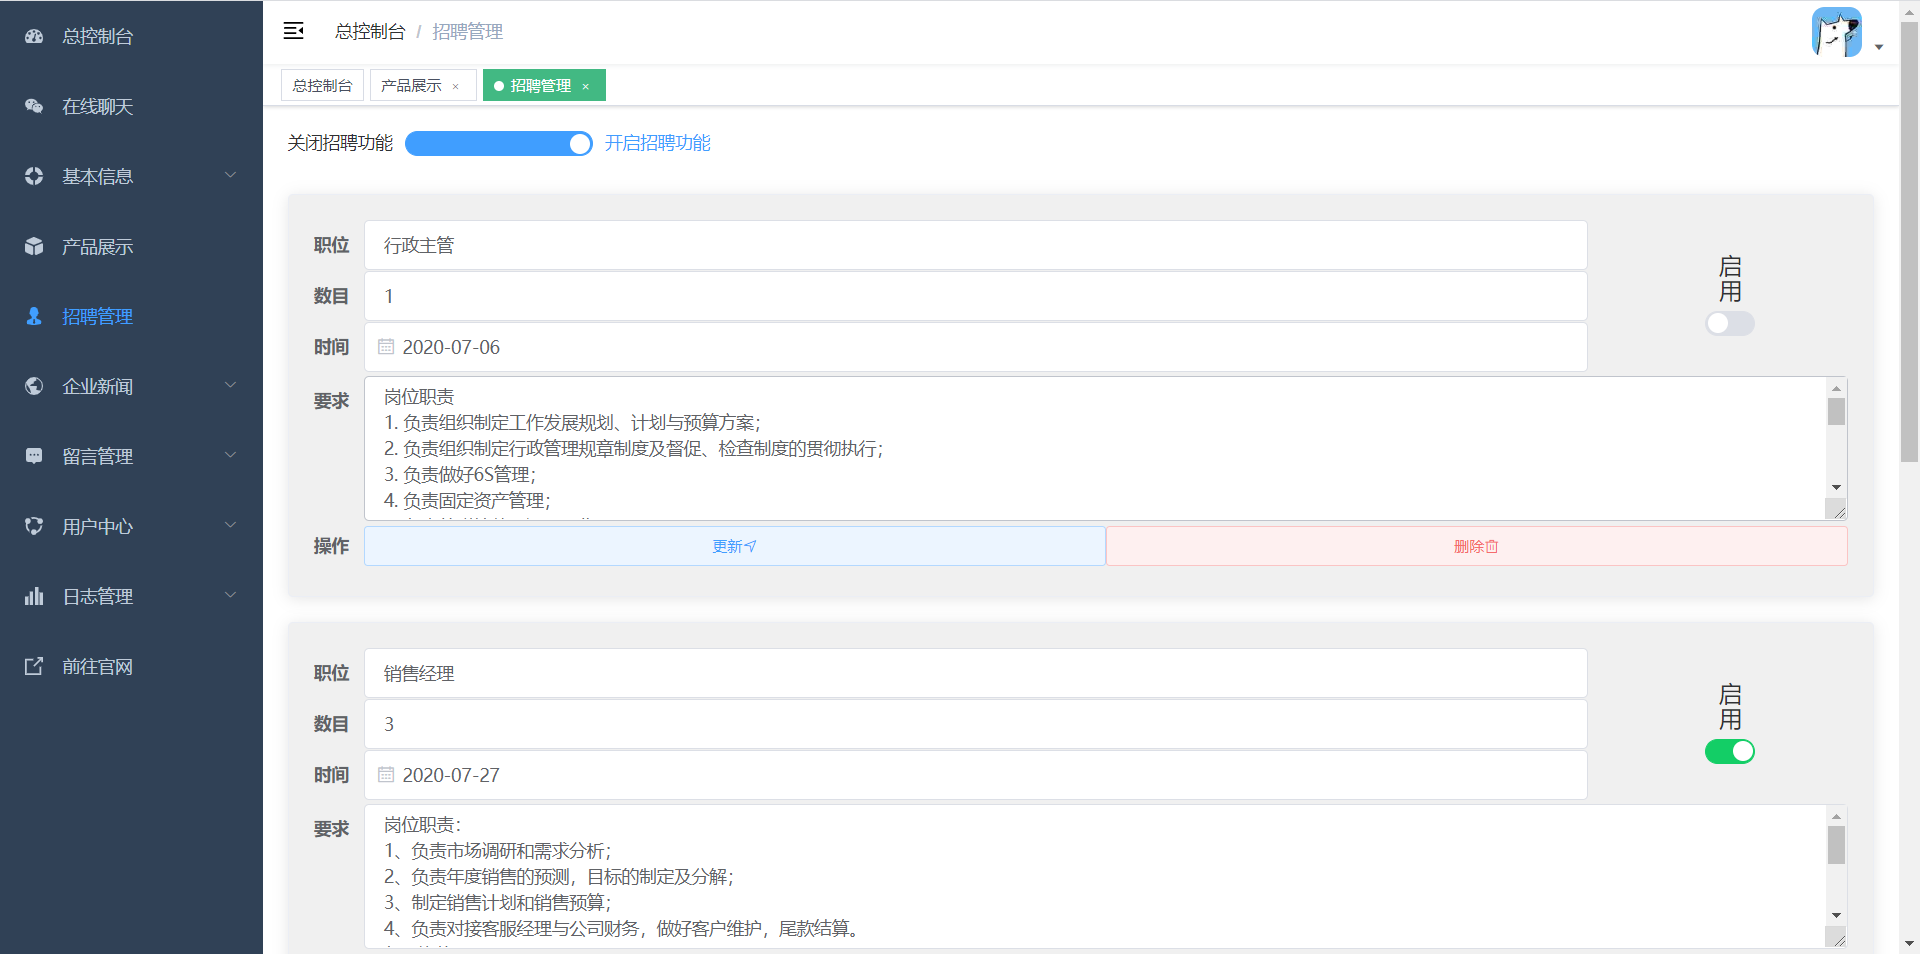 总控制台
在线聊天
基本信息
产品展示
招聘管理
企业新闻
留言管理
用户中心
日志管理
前往官网
总控制台 / 招聘管理
总控制台 产品展示 × 招聘管理 ×
关闭招聘功能 开启招聘功能
职位 行政主管
数目 1
时间 2020-07-06
启
用
要求 岗位职责
1. 负责组织制定工作发展规划、计划与预算方案；
2. 负责组织制定行政管理规章制度及督促、检查制度的贯彻执行；
3. 负责做好6S管理；
4. 负责固定资产管理；
操作 更新 删除
职位 销售经理
数目 3
时间 2020-07-27
启
用
要求 岗位职责：
1、负责市场调研和需求分析；
2、负责年度销售的预测，目标的制定及分解；
3、制定销售计划和销售预算；
4、负责对接客服经理与公司财务，做好客户维护，尾款结算。